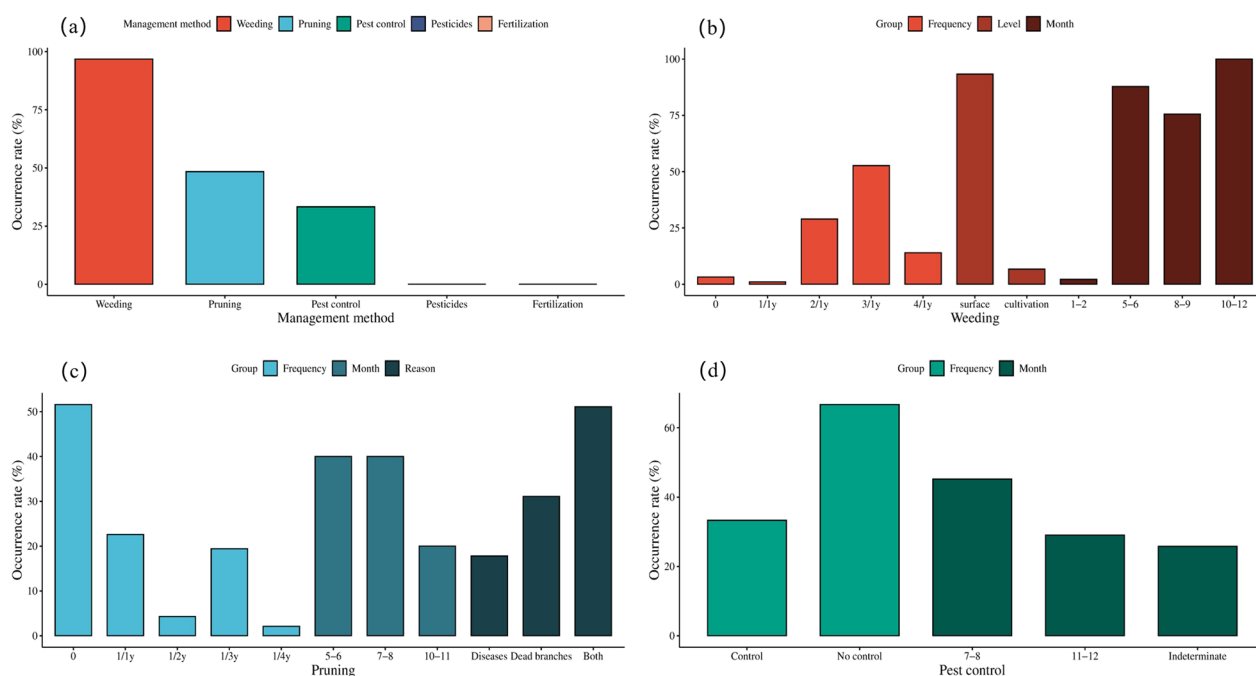 (a)
Management method Weeding Pruning Pest control Pesticides Fertilization
Occurrence rate (%)
100
75
50
25
0
Weeding Pruning Pest control Pesticides Fertilization
Management method
(b)
Group Frequency Level Month
Occurrence rate (%)
100
75
50
25
0
0 1/1y 2/1y 3/1y 4/1y surface cultivation 1–2 5–6 8–9 10–12
Weeding
(c)
Group Frequency Month Reason
Occurrence rate (%)
50
40
30
20
10
0
0 1/1y 1/2y 1/3y 1/4y 5–6 7–8 10–11 Diseases Dead branches Both
Pruning
(d)
Group Frequency Month
Occurrence rate (%)
60
40
20
0
Control No control 7–8 11–12 Indeterminate
Pest control